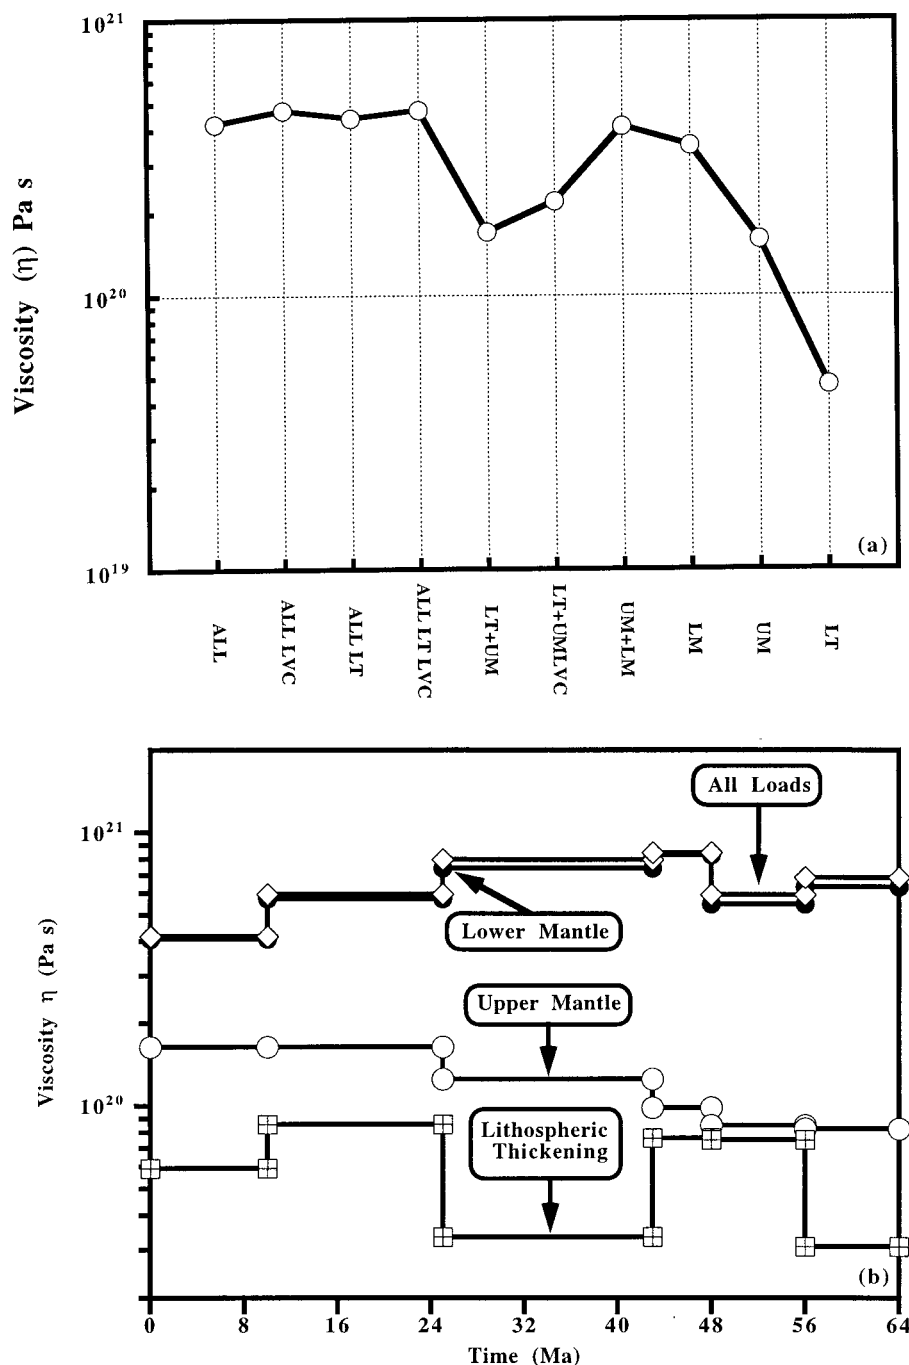 10²¹
Viscosity (η) Pa s
10²⁰
10¹⁹
(a)
ALL
ALL LVC
ALL LT
ALL LT LVC
LT+UM
LT+UMLVC
UM+LM
LM
UM
LT
All Loads
10²¹
Lower Mantle
Viscosity η (Pa s)
Upper Mantle
10²⁰
Lithospheric
Thickening
(b)
0 8 16 24 32 40 48 56 64
Time (Ma)